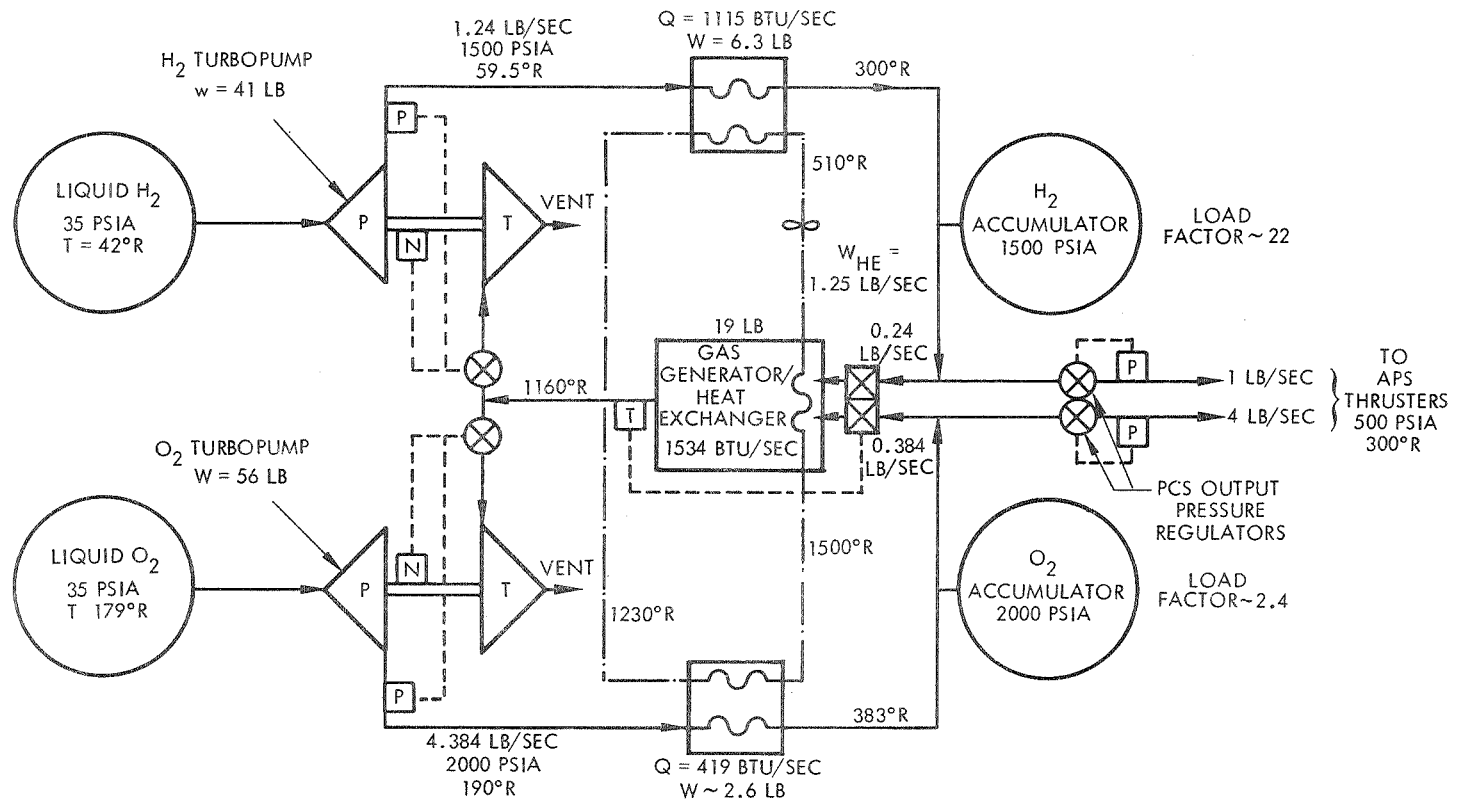 Q = 1115 BTU/SEC
W = 6.3 LB
1.24 LB/SEC
1500 PSIA
59.5°R
300°R
H2 TURBOPUMP
w = 41 LB
P
LIQUID H2
35 PSIA
T = 42°R
P
T
VENT
N
510°R
WHE =
1.25 LB/SEC
H2
ACCUMULATOR
1500 PSIA
LOAD
FACTOR~22
19 LB
GAS
GENERATOR/
HEAT
EXCHANGER
1534 BTU/SEC
0.24
LB/SEC
0.384
LB/SEC
1160°R
T
P
P
1 LB/SEC
4 LB/SEC
TO
APS
THRUSTERS
500 PSIA
300°R
PCS OUTPUT
PRESSURE
REGULATORS
O2 TURBOPUMP
W = 56 LB
LIQUID O2
35 PSIA
T 179°R
P
N
T
VENT
P
1230°R
1500°R
O2
ACCUMULATOR
2000 PSIA
LOAD
FACTOR~2.4
383°R
4.384 LB/SEC
2000 PSIA
190°R
Q = 419 BTU/SEC
W ~ 2.6 LB